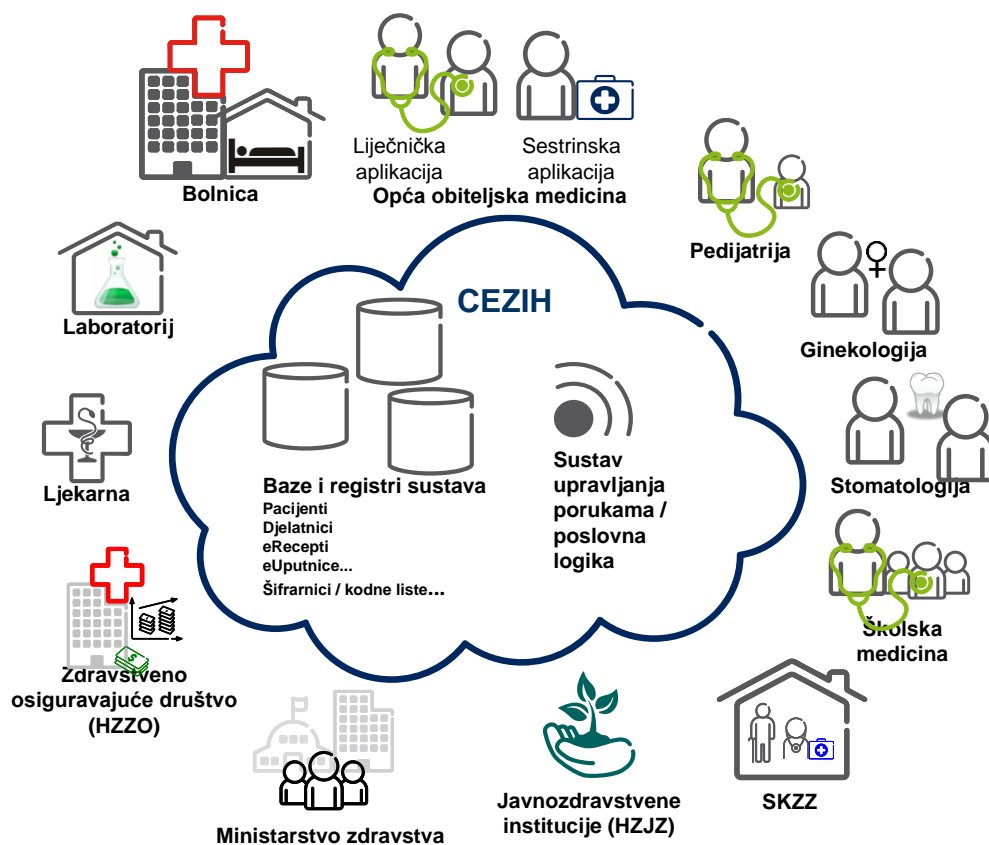 Bolnica
Liječnička
aplikacija
Sestrinska
aplikacija
Opća obiteljska medicina
Pedijatrija
Ginekologija
Stomatologija
Školska
medicina
SKZZ
Javnozdravstvene
institucije (HZJZ)
Ministarstvo zdravstva
Zdravstveno
osiguravajuće društvo
(HZZO)
Ljekarna
Laboratorij
CEZIH
Baze i registri sustava
Pacijenti
Djelatnici
eRecepti
eUputnice...
Šifrarnici / kodne liste...
Sustav
upravljanja
porukama /
poslovna
logika